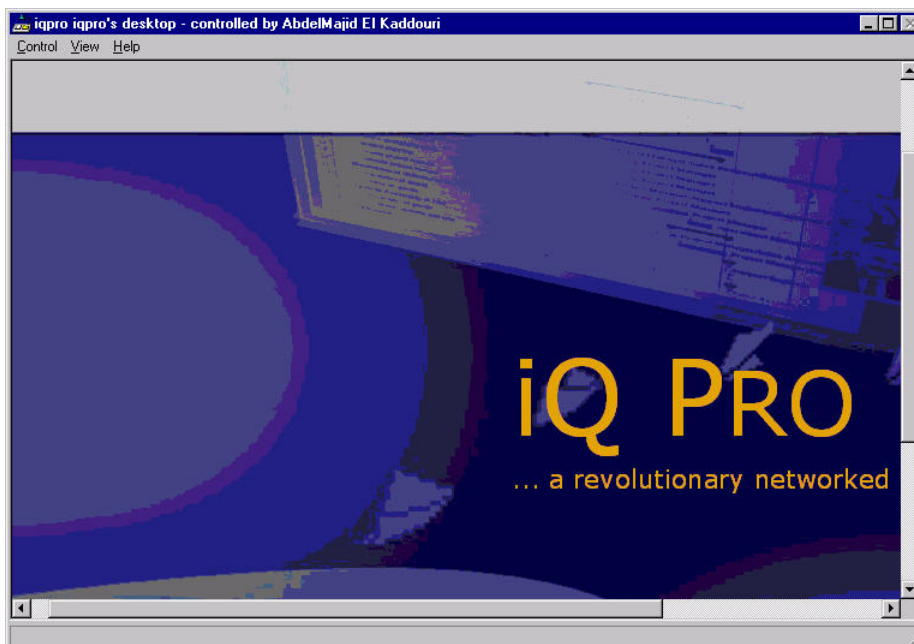 iqpro iqpro's desktop - controlled by AbdelMajid El Kaddouri
Control View Help
iQ PRO
... a revolutionary networked